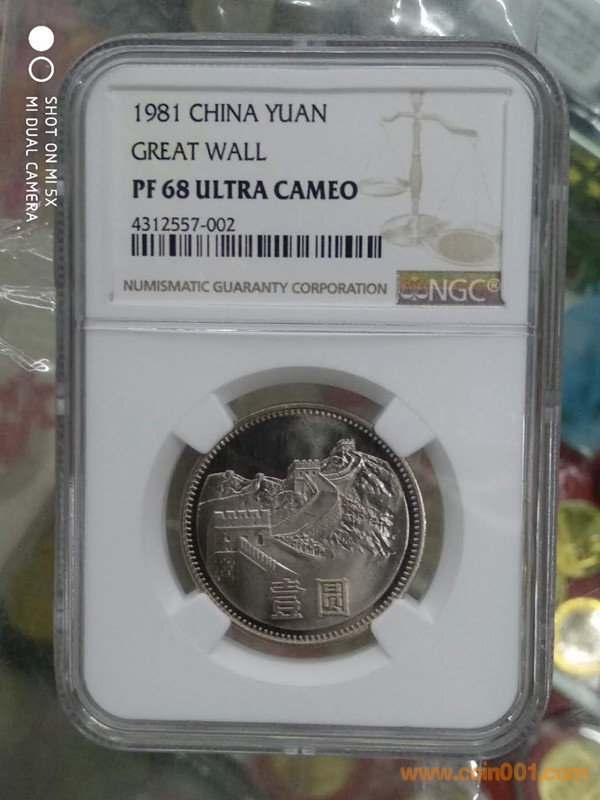 SHOT ON MI 5X
MI DUAL CAMERA
1981 CHINA YUAN
GREAT WALL
PF 68 ULTRA CAMEO
4312557-002
NUMISMATIC GUARANTY CORPORATION
NGC®
壹圆
www.coin001.com